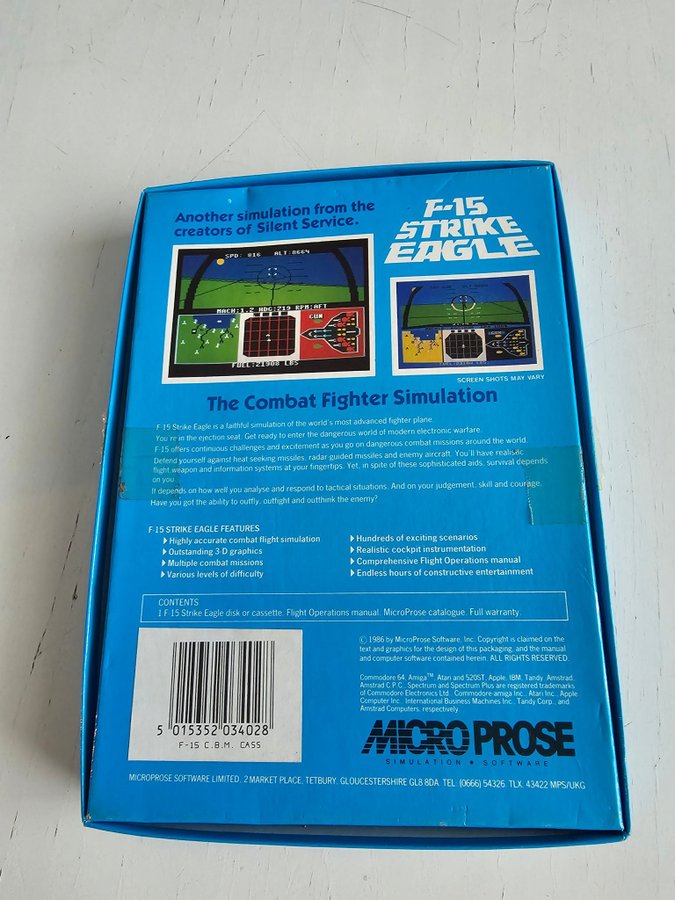 Another simulation from the
creators of Silent Service.
F-15
STRIKE
EAGLE
SPD: 816 ALT:8664
MACH:1.2 HDG:219 RPM:AFT
GUN
FUEL:21908 LBS
SCREEN SHOTS MAY VARY
The Combat Fighter Simulation
F-15 Strike Eagle is a faithful simulation of the world's most advanced fighter plane.
You're in the ejection seat. Get ready to enter the dangerous world of modern electronic warfare.
F-15 offers continuous challenges and excitement as you go on dangerous combat missions around the world.
Defend yourself against heat seeking missiles, radar guided missiles and enemy aircraft. You'll have realistic
flight weapon and information systems at your fingertips. Yet, in spite of these sophisticated aids, survival depends
on you.
It depends on how well you analyse and respond to tactical situations. And on your judgement, skill and courage.
Have you got the ability to outfly, outfight and outthink the enemy?
F-15 STRIKE EAGLE FEATURES
Highly accurate combat flight simulation
Outstanding 3-D graphics
Multiple combat missions
Various levels of difficulty
Hundreds of exciting scenarios
Realistic cockpit instrumentation
Comprehensive Flight Operations manual
Endless hours of constructive entertainment
CONTENTS
1 F 15 Strike Eagle disk or cassette. Flight Operations manual. MicroProse catalogue. Full warranty.
© 1986 by MicroProse Software, Inc. Copyright is claimed on the
text and graphics for the design of this packaging, and the manual
and computer software contained herein. ALL RIGHTS RESERVED.
Commodore 64, Amiga™, Atari and 520ST, Apple, IBM, Tandy, Amstrad,
Amstrad C.P.C., Spectrum and Spectrum Plus are registered trademarks
of Commodore Electronics Ltd., Commodore-amiga Inc., Atari Inc., Apple
Computer Inc., International Business Machines Inc., Tandy Corp., and
Amstrad Computers, respectively.
5 015352 034028
F-15 C.B.M. CASS
MICRO PROSE
SIMULATION • SOFTWARE
MICROPROSE SOFTWARE LIMITED, 2 MARKET PLACE, TETBURY, GLOUCESTERSHIRE GL8 8DA TEL: (0666) 54326. TLX: 43422 MPS/UKG